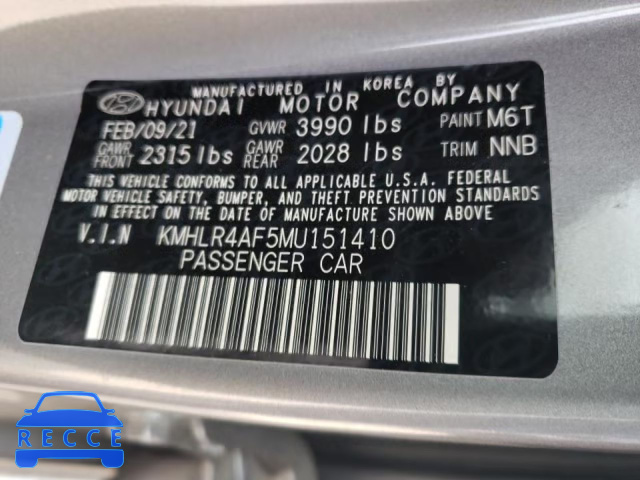 MANUFACTURED IN KOREA BY
HYUNDAI MOTOR COMPANY
FEB/09/21 GVWR 3990 lbs PAINT M6T
GAWR FRONT 2315 lbs GAWR REAR 2028 lbs TRIM NNB
THIS VEHICLE CONFORMS TO ALL APPLICABLE U.S.A. FEDERAL
MOTOR VEHICLE SAFETY, BUMPER, AND THEFT PREVENTION STANDARDS
IN EFFECT ON THE DATE OF MANUFACTURE SHOWN ABOVE.
V.I.N KMHLR4AF5MU151410
PASSENGER CAR
RECCE